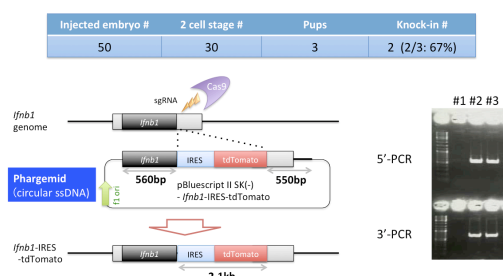 Injected embryo # 2 cell stage # Pups Knock-in #
50 30 3 2 (2/3: 67%)
Cas9
sgRNA
Ifnb1
genome
Ifnb1
#1 #2 #3
Ifnb1 IRES tdTomato
5'-PCR
Phargemid
(circular ssDNA)
f1 ori
560bp
550bp
pBluescript II SK(-)
- Ifnb1-IRES-tdTomato
3'-PCR
Ifnb1-IRES
-tdTomato
Ifnb1 IRES tdTomato
2.1kb